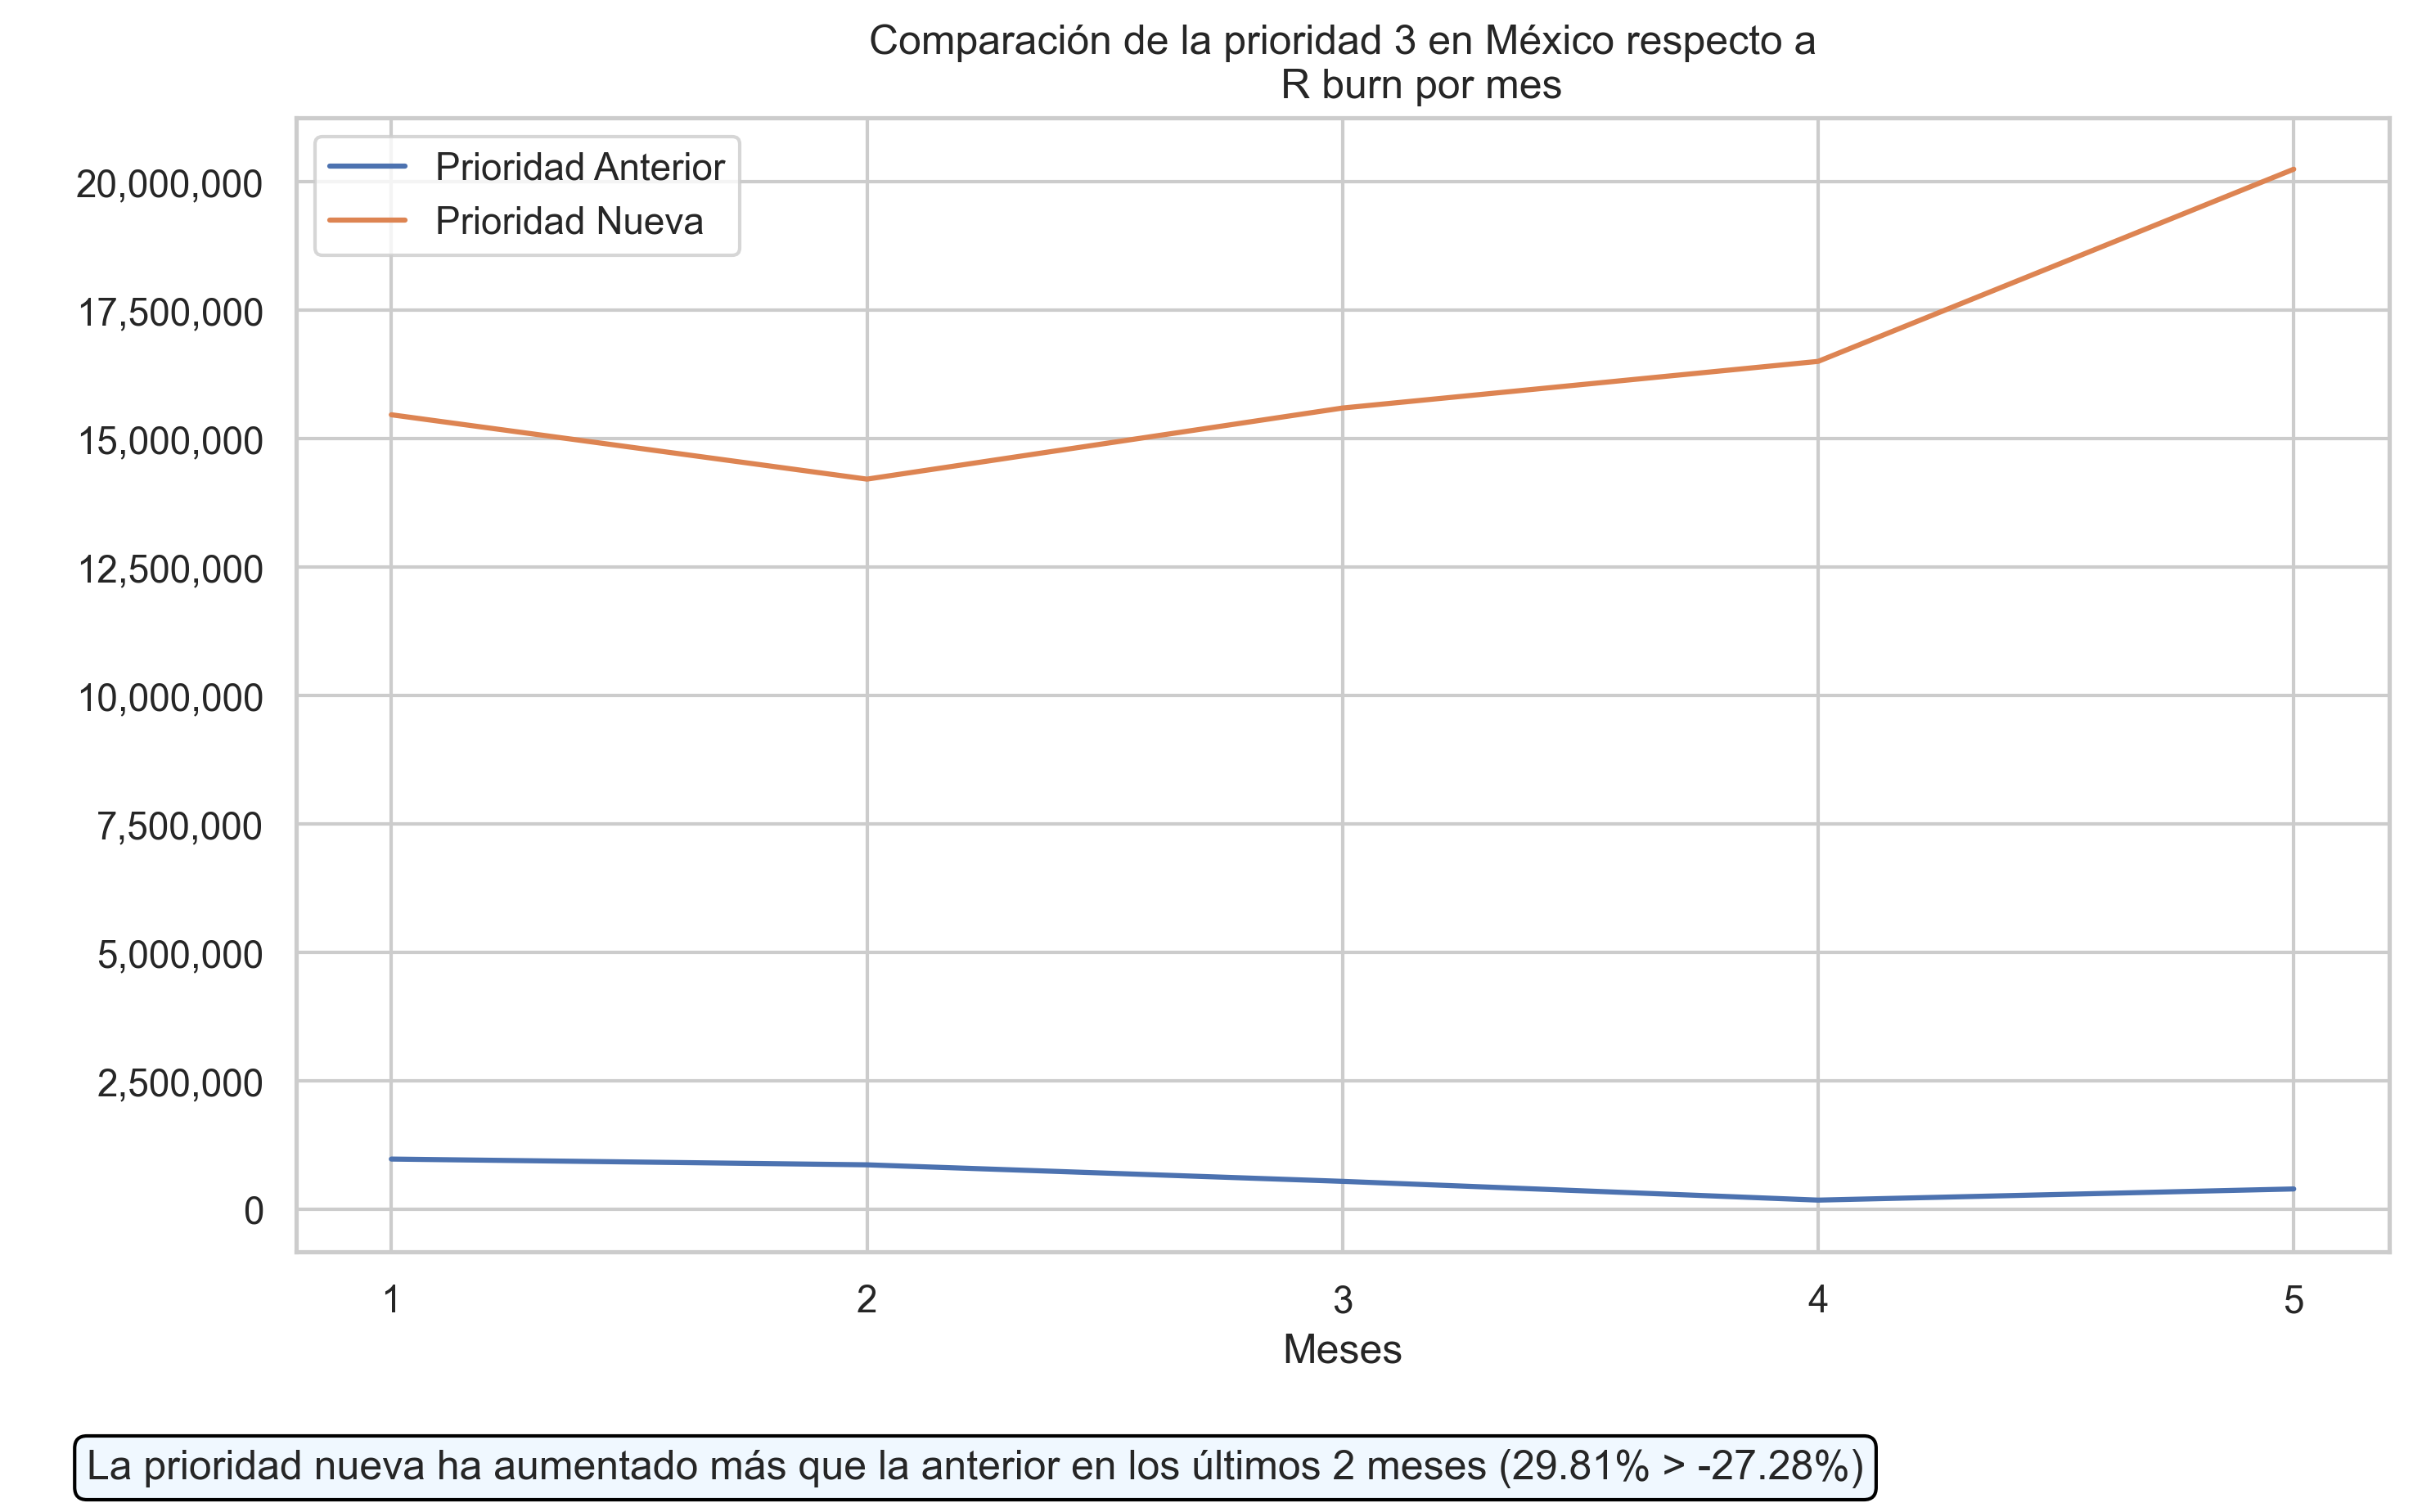 Comparación de la prioridad 3 en México respecto a
R burn por mes
Prioridad Anterior
Prioridad Nueva
20,000,000
17,500,000
15,000,000
12,500,000
10,000,000
7,500,000
5,000,000
2,500,000
0
1 2 3 4 5
Meses
La prioridad nueva ha aumentado más que la anterior en los últimos 2 meses (29.81% > -27.28%)